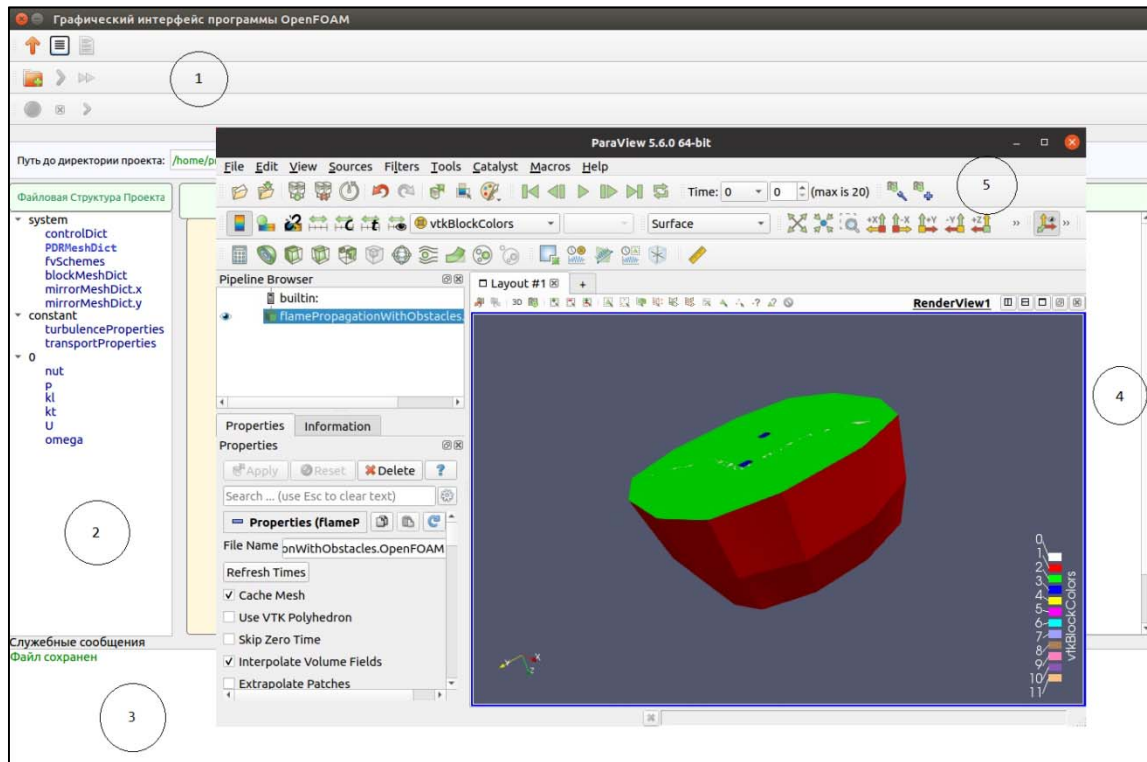 Графический интерфейс программы OpenFOAM
1
ParaView 5.6.0 64-bit
Путь до директории проекта:
File Edit View Sources Filters Tools Catalyst Macros Help
5
Time: 0 0 (max is 20)
Файловая Структура Проекта
vtkBlockColors Surface
system
controlDict
PDRMeshDict
fvSchemes
blockMeshDict
mirrorMeshDict.x
mirrorMeshDict.y
constant
turbulenceProperties
transportProperties
0
nut
p
kl
kt
U
omega
2
Служебные сообщения
Файл сохранен
3
Pipeline Browser
builtin:
flamePropagationWithObstacles.
Properties Information
Properties
Apply Reset Delete ?
Search ... (use Esc to clear text)
Properties (flameP
File Name onWithObstacles.OpenFOAM
Refresh Times
Cache Mesh
Use VTK Polyhedron
Skip Zero Time
Interpolate Volume Fields
Extrapolate Patches
Layout #1 +
3D RenderView1
X
Y
Z
0
1
2
3
4
5
6
7
8
9
10
11
vtkBlockColors
4